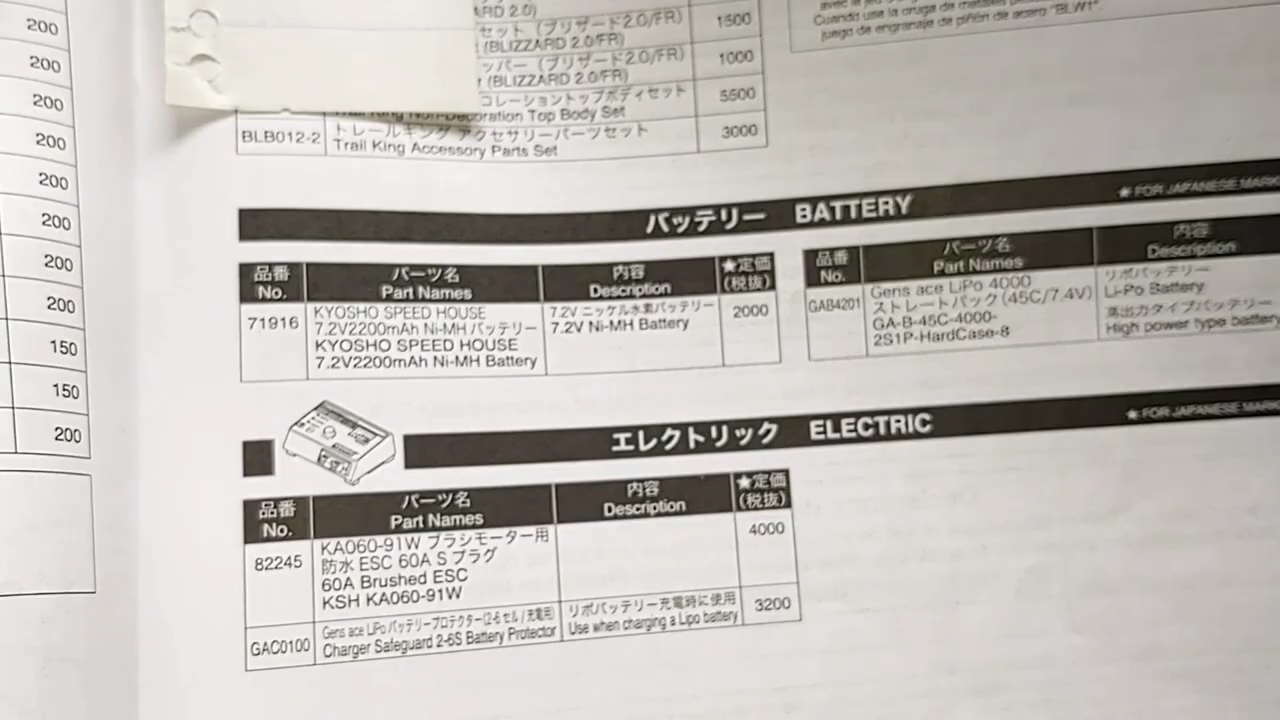 200
200
200
200
200
200
200
200
150
150
200
ARD 2.0)
セット (ブリザード2.0/FR)
(BLIZZARD 2.0/FR)
1500
ッパー (ブリザード2.0/FR)
(BLIZZARD 2.0/FR)
1000
コレーショントップボディセット
Trail King Non-Decoration Top Body Set
5500
BLB012-2
トレールキング アクセサリーパーツセット
Trail King Accessory Parts Set
3000
Cuando use la cruga de metales
juego de engranaje de piñón de acero "BLW1".
バッテリー BATTERY
★FOR JAPANESE MARK
品番
No.
パーツ名
Part Names
内容
Description
★定価
(税抜)
71916
KYOSHO SPEED HOUSE
7.2V2200mAh Ni-MH バッテリー
KYOSHO SPEED HOUSE
7.2V2200mAh Ni-MH Battery
7.2V ニッケル水素バッテリー
7.2V Ni-MH Battery
2000
品番
No.
パーツ名
Part Names
内容
Description
GAB4201
Gens ace LiPo 4000
ストレートパック(45C/7.4V)
GA-B-45C-4000-
2S1P-HardCase-8
リポバッテリー
Li-Po Battery
高出力タイプバッテリー
High power type battery
エレクトリック ELECTRIC
★FOR JAPANESE MARK
品番
No.
パーツ名
Part Names
内容
Description
★定価
(税抜)
82245
KA060-91W ブラシモーター用
防水 ESC 60A S プラグ
60A Brushed ESC
KSH KA060-91W
4000
GAC0100
Gens ace LiPo バッテリープロテクター(2-6 セル / 充電用)
Charger Safeguard 2-6S Battery Protector
リポバッテリー充電時に使用
Use when charging a Lipo battery
3200